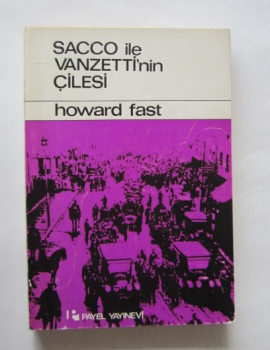 SACCO ile
VANZETTİ'nin
ÇİLESİ
howard fast
PAYEL YAYINEVİ